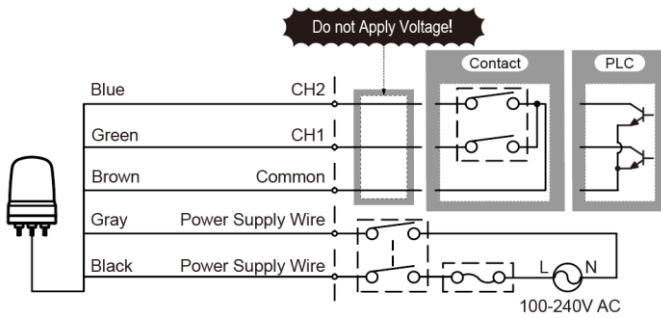 Do not Apply Voltage!
Contact
PLC
Blue CH2
Green CH1
Brown Common
Gray Power Supply Wire
Black Power Supply Wire
L N
100-240V AC